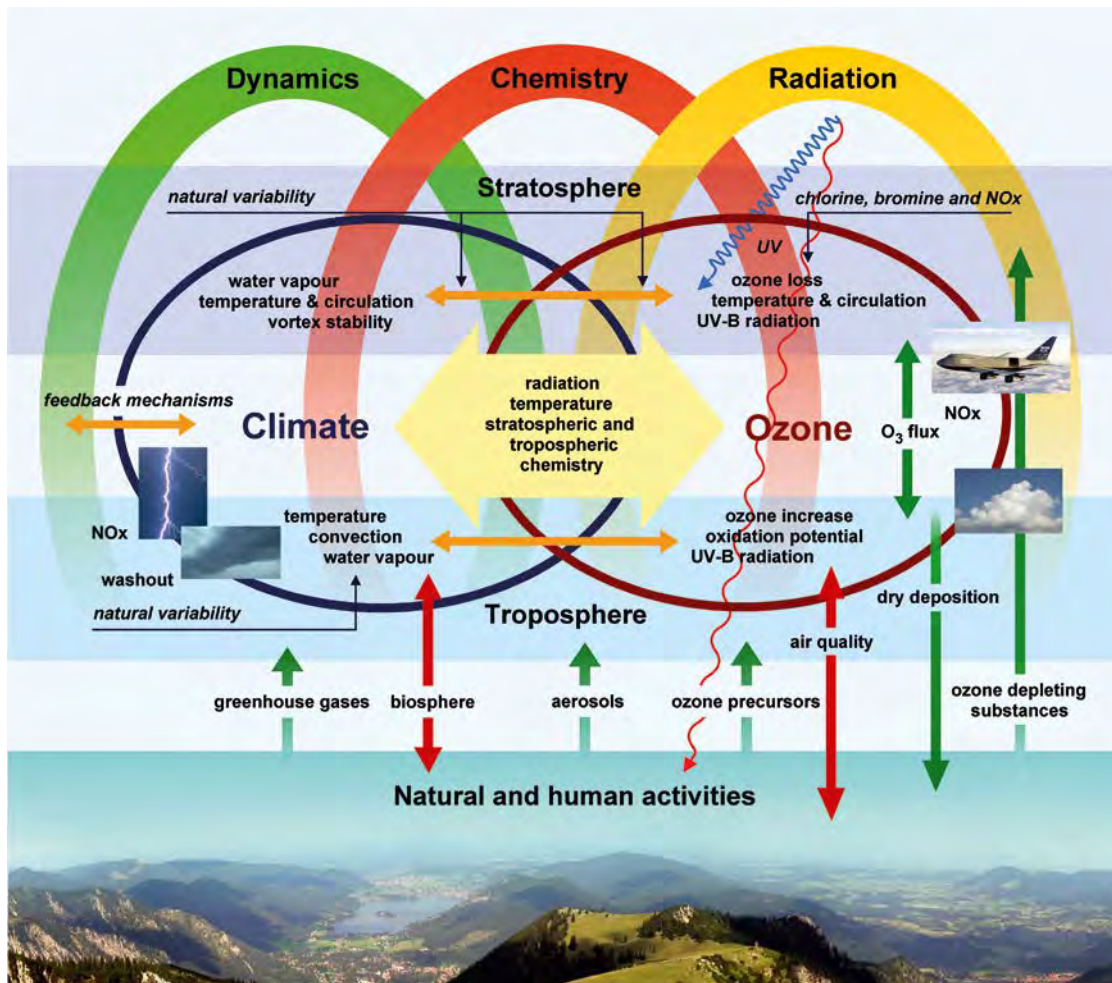 Dynamics
Chemistry
Radiation
natural variability
Stratosphere
chlorine, bromine and NOx
UV
water vapour
temperature & circulation
vortex stability
ozone loss
temperature & circulation
UV-B radiation
feedback mechanisms
Climate
radiation
temperature
stratospheric and
tropospheric
chemistry
Ozone
O3 flux
NOx
NOx
washout
natural variability
temperature
convection
water vapour
ozone increase
oxidation potential
UV-B radiation
Troposphere
dry deposition
air quality
greenhouse gases
biosphere
aerosols
ozone precursors
ozone depleting
substances
Natural and human activities